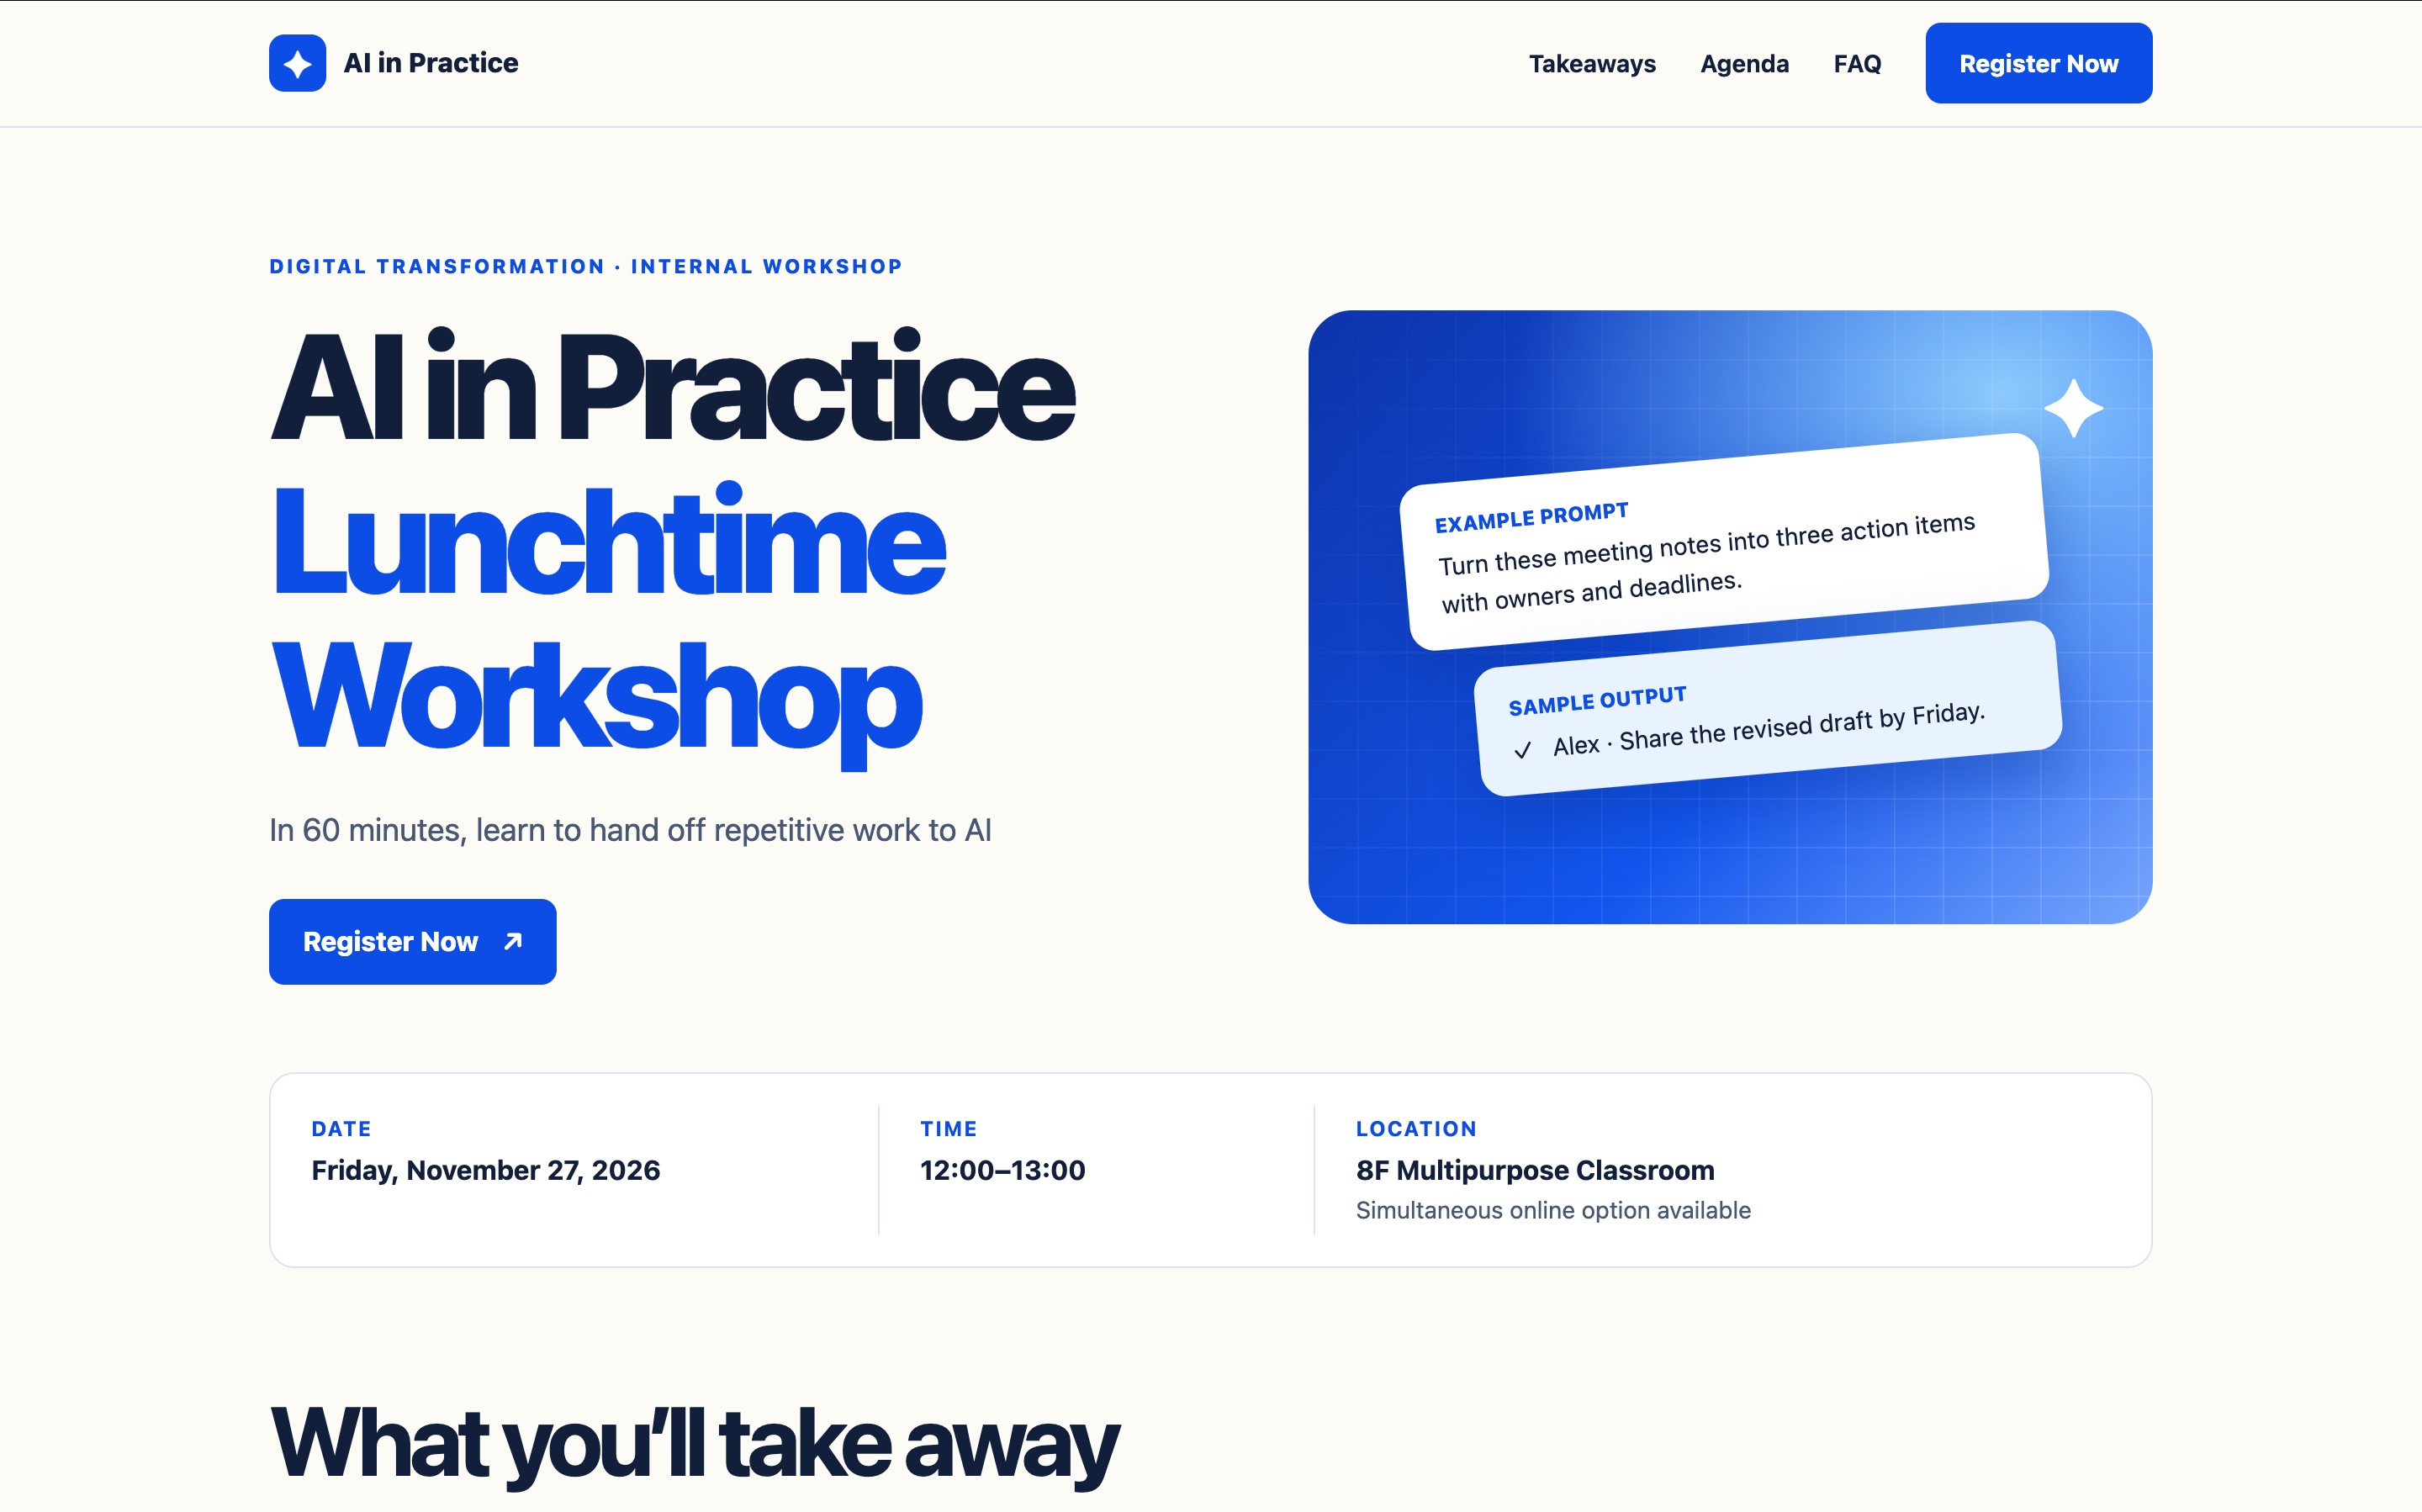 AI in Practice
Takeaways
Agenda
FAQ
Register Now
DIGITAL TRANSFORMATION · INTERNAL WORKSHOP
AI in Practice
Lunchtime
Workshop
In 60 minutes, learn to hand off repetitive work to AI
Register Now
EXAMPLE PROMPT
Turn these meeting notes into three action items
with owners and deadlines.
SAMPLE OUTPUT
✓ Alex · Share the revised draft by Friday.
DATE
Friday, November 27, 2026
TIME
12:00–13:00
LOCATION
8F Multipurpose Classroom
Simultaneous online option available
What you’ll take away